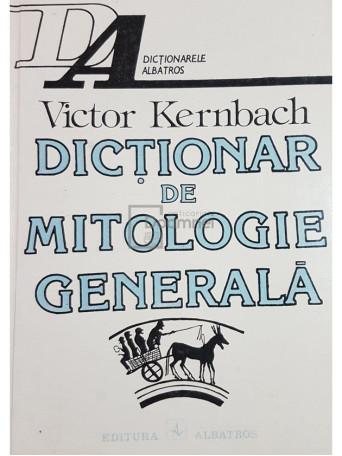 DA
DICȚIONARELE
ALBATROS
Victor Kernbach
DICȚIONAR
DE
MITOLOGIE
GENERALĂ
EDITURA ALBATROS